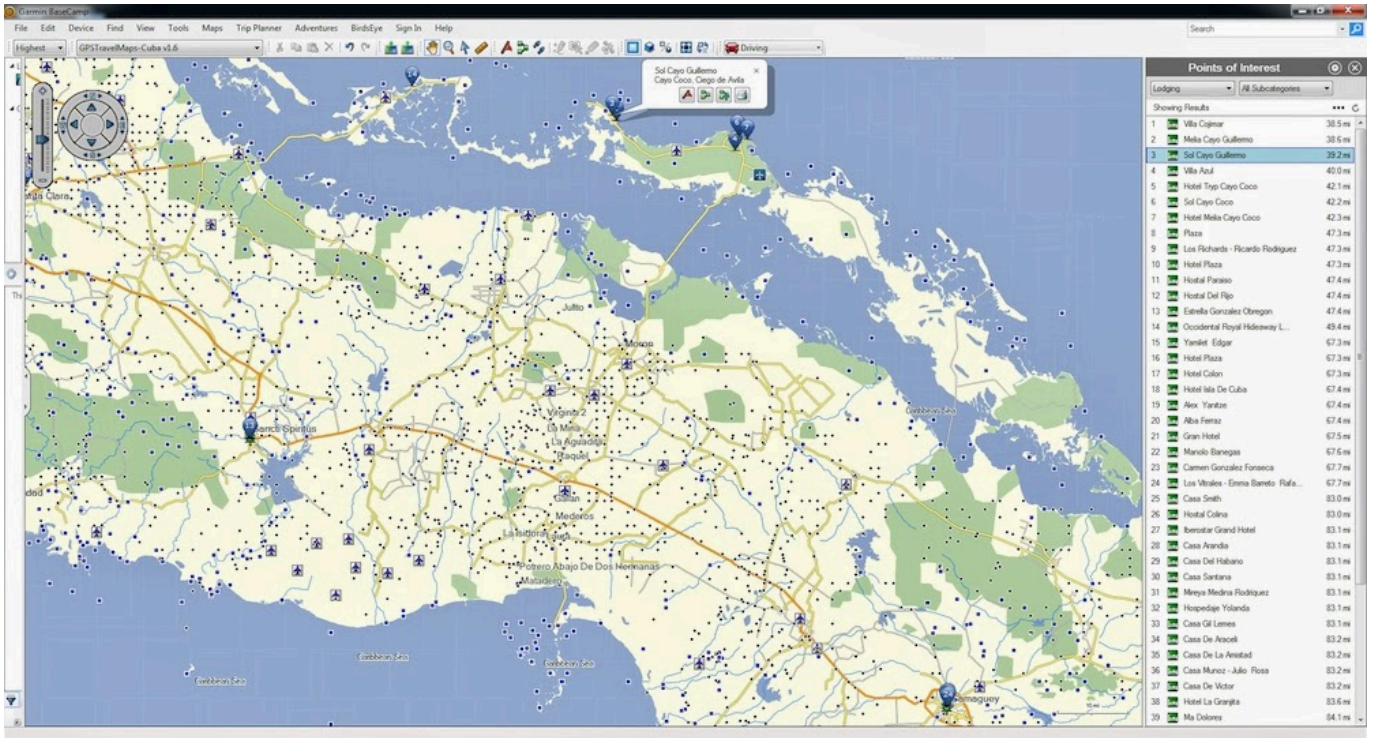 Garmin BaseCamp
File Edit Device Find View Tools Maps Trip Planner Adventures BirdsEye Sign In Help
Search
Highest
GPSTravelMaps-Cuba v1.6
Driving
Sol Cayo Guillermo
Cayo Coco, Ciego de Avila
Julito
Moron
Virginia 2
La Mina
La Aguadita
Raquel
Galan
Mederos
La Isidora Laura
Potrero Abajo De Dos Hermanas
Matadero
Caribbean Sea
Caribbean Sea
Caribbean Sea
Caribbean Sea
Points of Interest
Lodging
All Subcategories
Showing Results
1 Villa Cojimar 38.5 mi
2 Melia Cayo Guillermo 38.6 mi
3 Sol Cayo Guillermo 39.2 mi
4 Villa Azul 40.0 mi
5 Hotel Tryp Cayo Coco 42.1 mi
6 Sol Cayo Coco 42.2 mi
7 Hotel Melia Cayo Coco 42.3 mi
8 Plaza 47.3 mi
9 Los Richards - Ricardo Rodriguez 47.3 mi
10 Hotel Plaza 47.3 mi
11 Hostal Paraiso 47.4 mi
12 Hostal Del Rijo 47.4 mi
13 Estrella Gonzalez Obregon 47.4 mi
14 Occidental Royal Hideaway L... 49.4 mi
15 Yamilet Edgar 67.3 mi
16 Hotel Plaza 67.3 mi
17 Hotel Colon 67.3 mi
18 Hotel Isla De Cuba 67.4 mi
19 Alex Yanitze 67.4 mi
20 Alba Ferraz 67.4 mi
21 Gran Hotel 67.5 mi
22 Manolo Banegas 67.6 mi
23 Carmen Gonzalez Fonseca 67.7 mi
24 Los Vitrales - Emma Barreto Rafa... 67.7 mi
25 Casa Smith 83.0 mi
26 Hostal Colina 83.0 mi
27 Iberostar Grand Hotel 83.1 mi
28 Casa Arandia 83.1 mi
29 Casa Del Habano 83.1 mi
30 Casa Santana 83.1 mi
31 Mireya Medina Rodriquez 83.1 mi
32 Hospedaje Yolanda 83.1 mi
33 Casa Gil Lemes 83.1 mi
34 Casa De Araceli 83.2 mi
35 Casa De La Amistad 83.2 mi
36 Casa Munoz - Julio Rosa 83.2 mi
37 Casa De Victor 83.2 mi
38 Hotel La Granjita 83.6 mi
39 Ma Dolores 84.1 mi